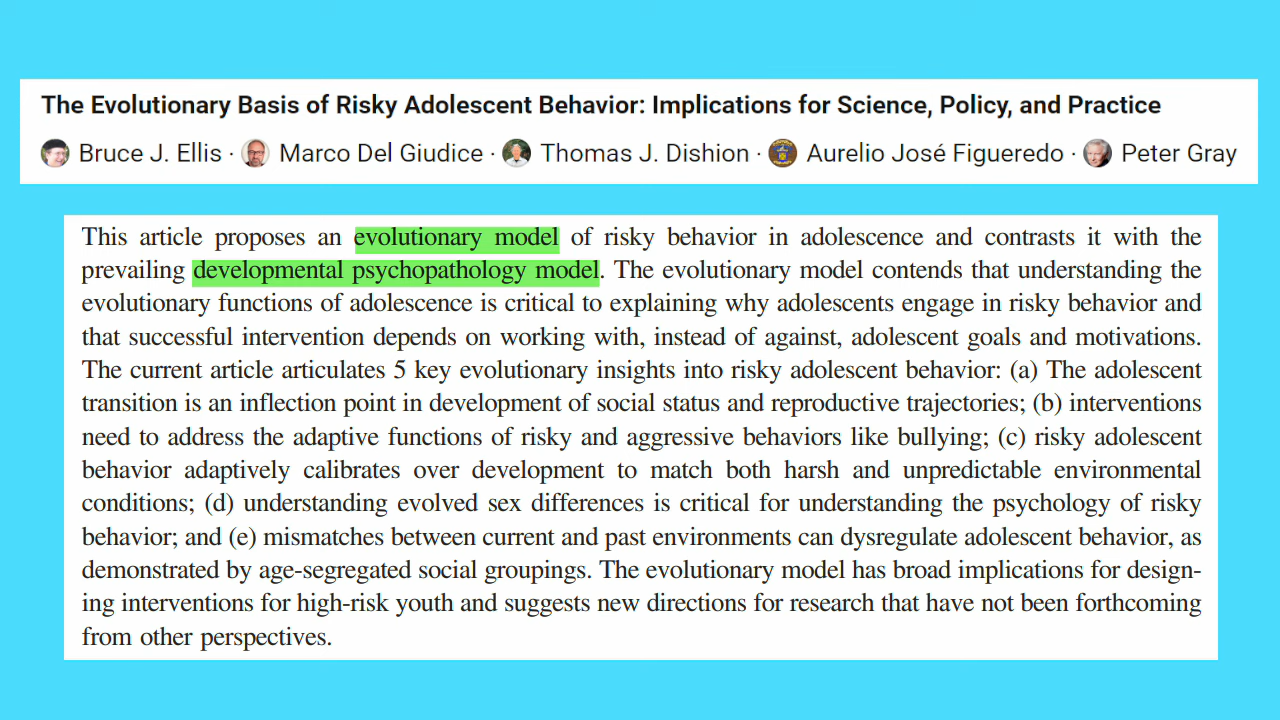 The Evolutionary Basis of Risky Adolescent Behavior: Implications for Science, Policy, and Practice
Bruce J. Ellis · Marco Del Giudice · Thomas J. Dishion · Aurelio José Figueredo · Peter Gray
This article proposes an evolutionary model of risky behavior in adolescence and contrasts it with the
prevailing developmental psychopathology model. The evolutionary model contends that understanding the
evolutionary functions of adolescence is critical to explaining why adolescents engage in risky behavior and
that successful intervention depends on working with, instead of against, adolescent goals and motivations.
The current article articulates 5 key evolutionary insights into risky adolescent behavior: (a) The adolescent
transition is an inflection point in development of social status and reproductive trajectories; (b) interventions
need to address the adaptive functions of risky and aggressive behaviors like bullying; (c) risky adolescent
behavior adaptively calibrates over development to match both harsh and unpredictable environmental
conditions; (d) understanding evolved sex differences is critical for understanding the psychology of risky
behavior; and (e) mismatches between current and past environments can dysregulate adolescent behavior, as
demonstrated by age-segregated social groupings. The evolutionary model has broad implications for design-
ing interventions for high-risk youth and suggests new directions for research that have not been forthcoming
from other perspectives.